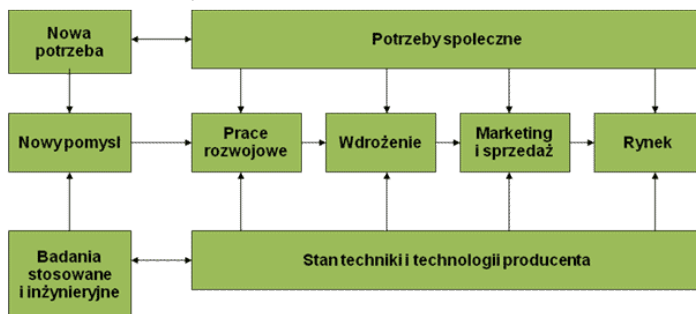 Nowa
potrzeba
Potrzeby społeczne
Nowy pomysł
Prace
rozwojowe
Wdrożenie
Marketing
i sprzedaż
Rynek
Badania
stosowane
i inżynieryjne
Stan techniki i technologii producenta